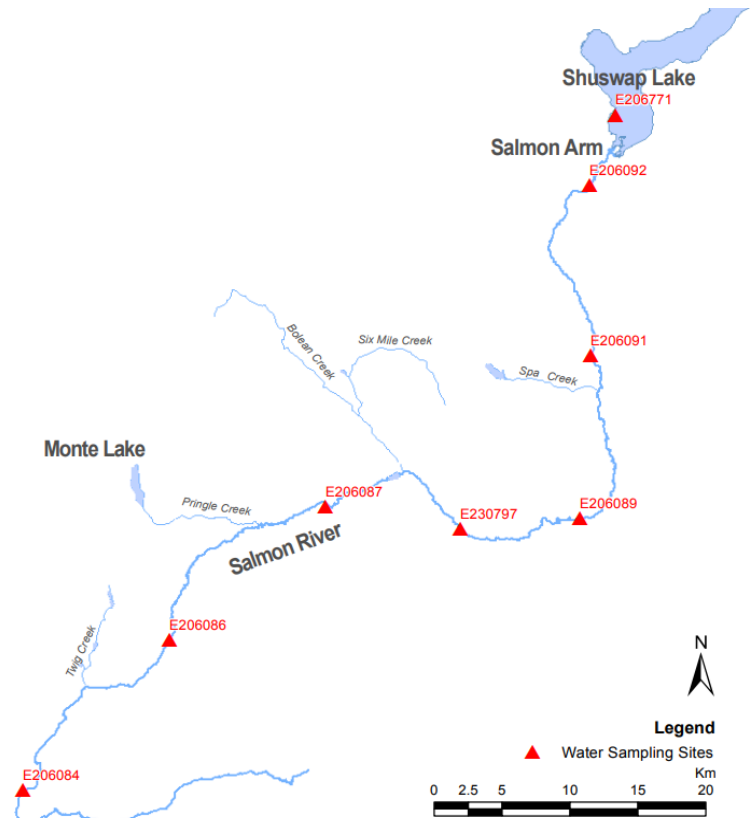 Shuswap Lake
E206771
Salmon Arm
E206092
E206091
Six Mile Creek
Bolean Creek
Spa Creek
Monte Lake
E206087
Pringle Creek
E230797
E206089
Salmon River
E206086
Twig Creek
N
Legend
Water Sampling Sites
E206084
Km
0 2.5 5 10 15 20